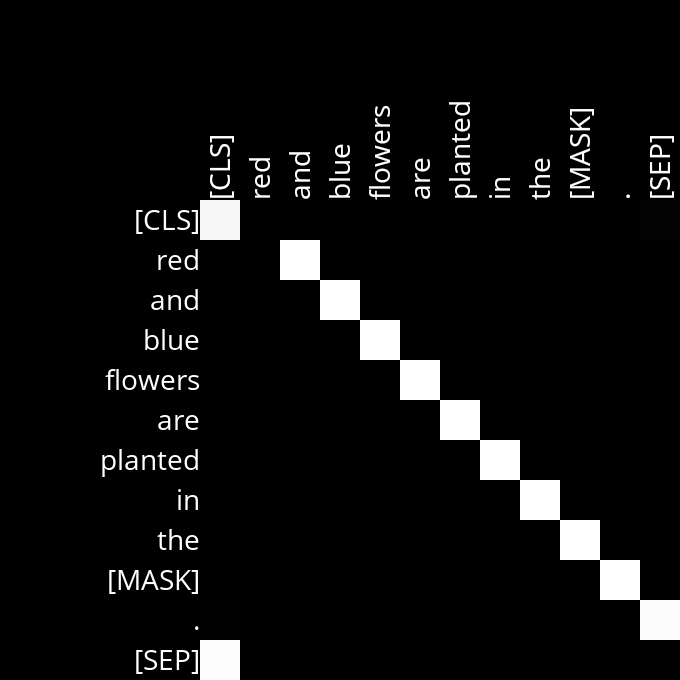 [CLS] red and blue flowers are planted in the [MASK] . [SEP]
[CLS]
red
and
blue
flowers
are
planted
in
the
[MASK]
.
[SEP]